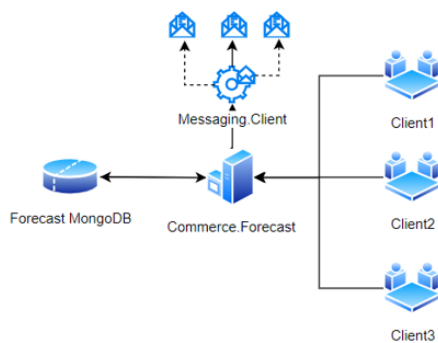 Messaging.Client
Client1
Forecast MongoDB
Commerce.Forecast
Client2
Client3